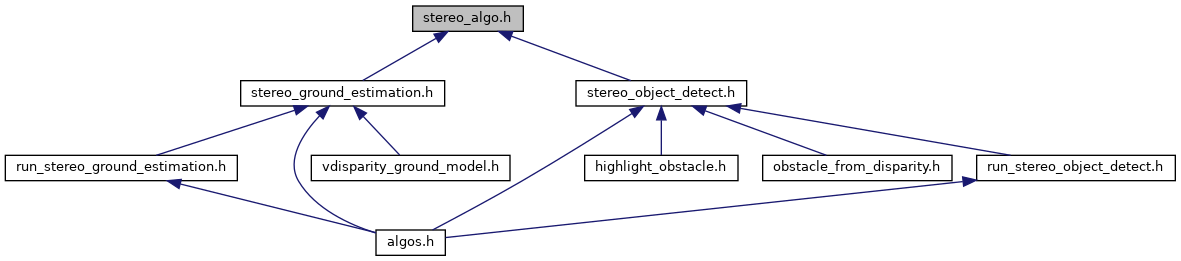 stereo_algo.h
stereo_ground_estimation.h
stereo_object_detect.h
run_stereo_ground_estimation.h
vdisparity_ground_model.h
highlight_obstacle.h
obstacle_from_disparity.h
run_stereo_object_detect.h
algos.h